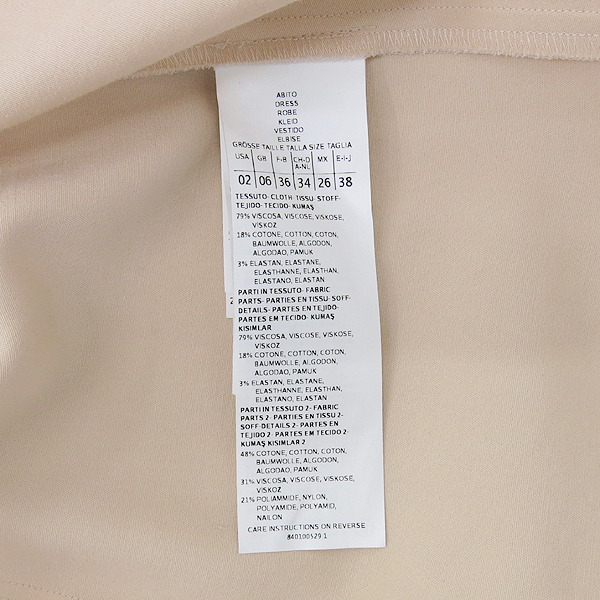 ABITO
DRESS
ROBE
KLEID
VESTIDO
ELBISE
GRÖSSE TAILLE TALLA SIZE TAGLIA
USA GB F-B CH-D A-NL MX E-I-J
02 06 36 34 26 38
TESSUTO- CLOTH TISSU- STOFF-
TEJIDO- TECIDO- KUMAŞ
79% VISCOSA, VISCOSE, VISKOSE,
VISKOZ
18% COTONE, COTTON, COTON,
BAUMWOLLE, ALGODON,
ALGODAO, PAMUK
3% ELASTAN, ELASTANE,
ELASTHANNE, ELASTHAN,
ELASTANO, ELASTAN
PARTI IN TESSUTO- FABRIC
PARTS- PARTIES EN TISSU- SOFF-
DETAILS- PARTES EN TEJIDO-
PARTES EM TECIDO- KUMAŞ
KISIMLAR
79% VISCOSA, VISCOSE, VISKOSE,
VISKOZ
18% COTONE, COTTON, COTON,
BAUMWOLLE, ALGODON,
ALGODAO, PAMUK
3% ELASTAN, ELASTANE,
ELASTHANNE, ELASTHAN,
ELASTANO, ELASTAN
PARTI IN TESSUTO 2- FABRIC
PARTS 2- PARTIES EN TISSU 2-
SOFF-DETAILS 2- PARTES EN
TEJIDO 2- PARTES EM TECIDO 2-
KUMAŞ KISIMLAR 2
48% COTONE, COTTON, COTON,
BAUMWOLLE, ALGODON,
ALGODAO, PAMUK
31% VISCOSA, VISCOSE, VISKOSE,
VISKOZ
21% POLIAMMIDE, NYLON,
POLYAMIDE, POLYAMID,
NAILON
CARE INSTRUCTIONS ON REVERSE
840100529 1